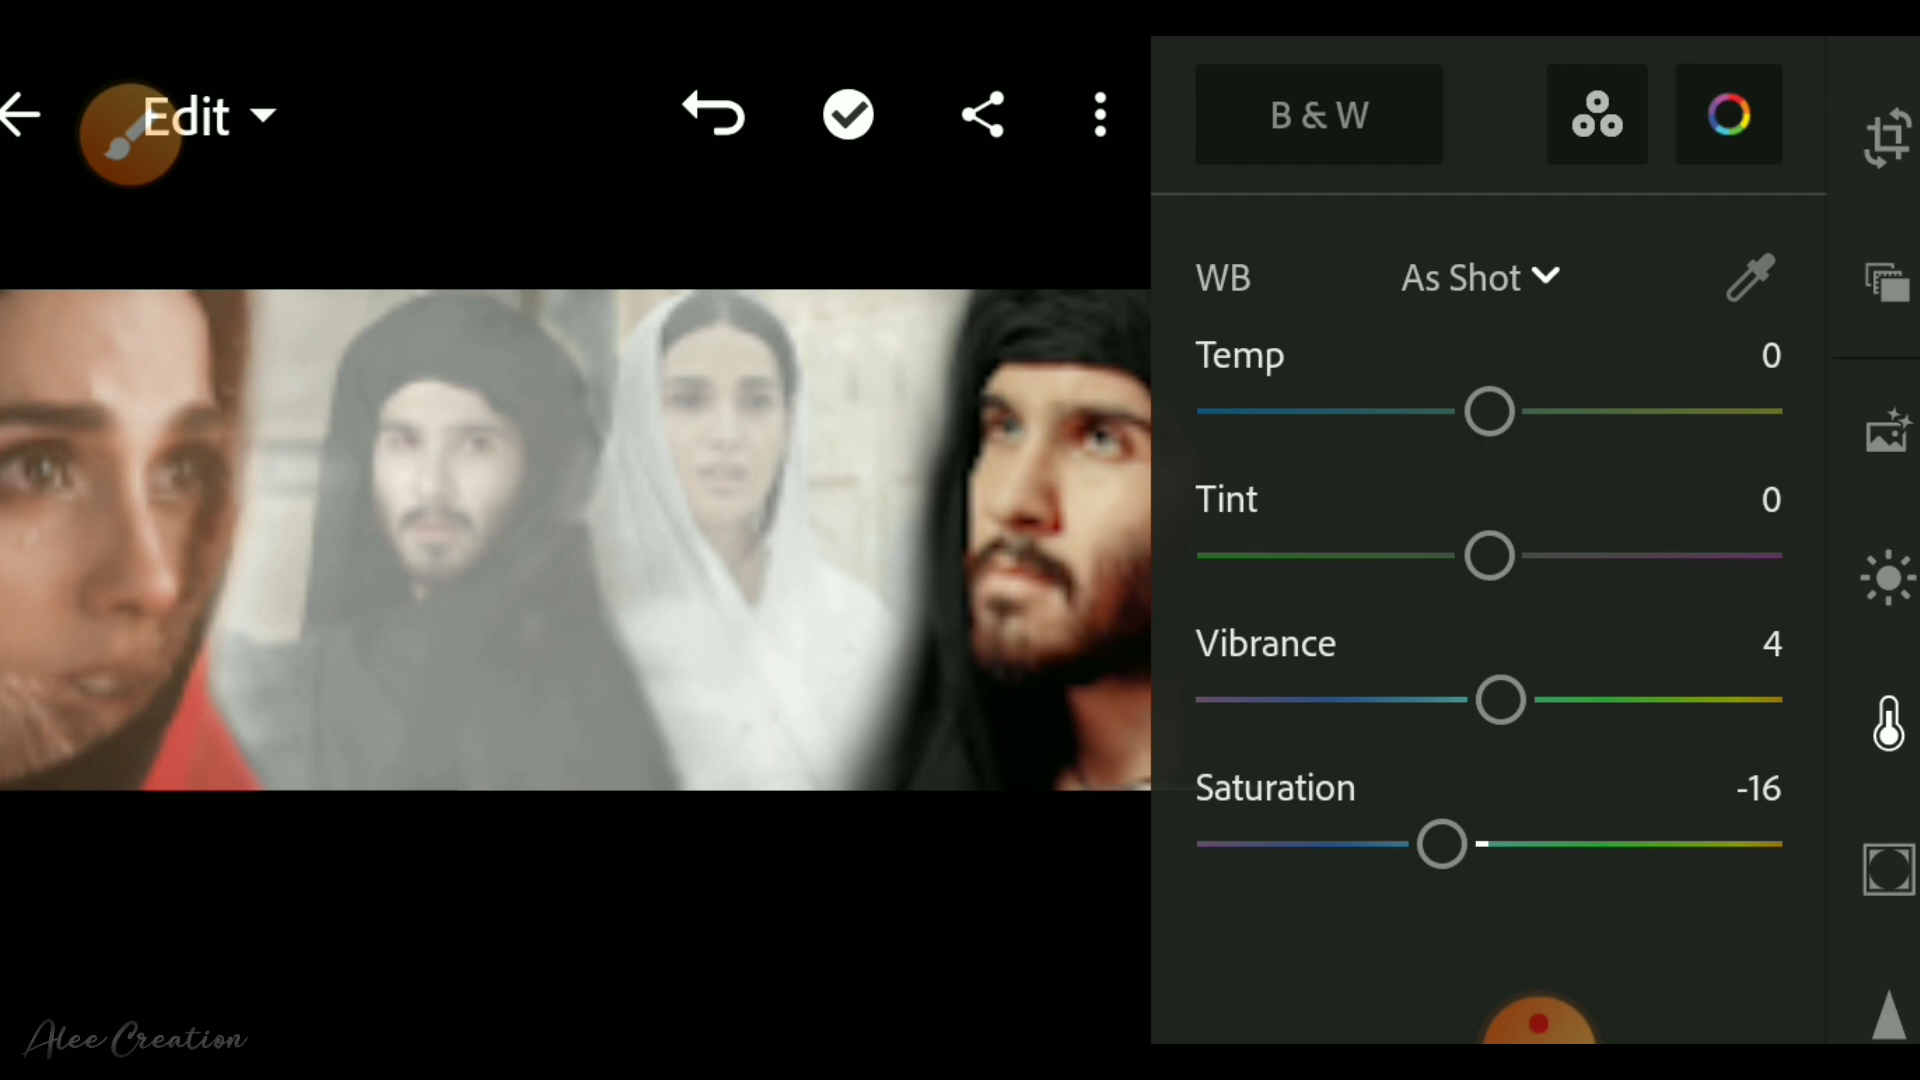 Edit
B & W
WB As Shot
Temp 0
Tint 0
Vibrance 4
Saturation -16
Alee Creation